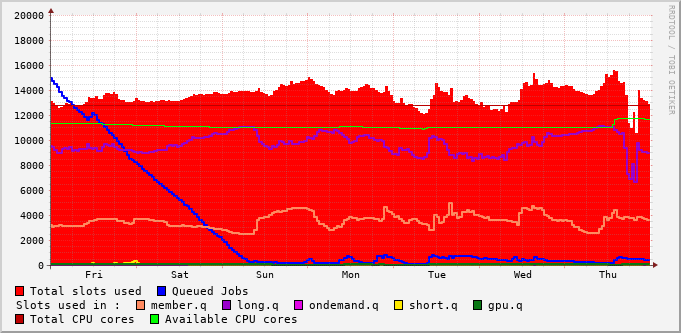 20000
18000
16000
14000
12000
10000
8000
6000
4000
2000
0
Fri Sat Sun Mon Tue Wed Thu
Total slots used Queued Jobs
Slots used in : member.q long.q ondemand.q short.q gpu.q
Total CPU cores Available CPU cores
RRDTOOL / TOBI OETIKER